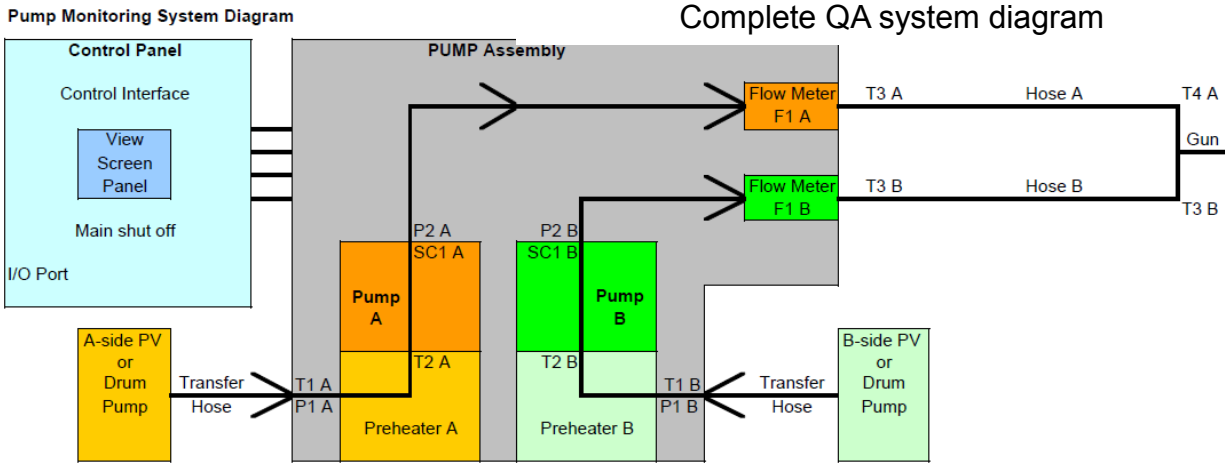 Pump Monitoring System Diagram
Complete QA system diagram
Control Panel
Control Interface
View
Screen
Panel
Main shut off
I/O Port
PUMP Assembly
Flow Meter
F1 A
T3 A
Hose A
T4 A
Gun
Flow Meter
F1 B
T3 B
Hose B
T3 B
P2 A
SC1 A
Pump
A
T2 A
Preheater A
P2 B
SC1 B
Pump
B
T2 B
Preheater B
A-side PV
or
Drum
Pump
Transfer
Hose
T1 A
P1 A
T1 B
P1 B
Transfer
Hose
B-side PV
or
Drum
Pump